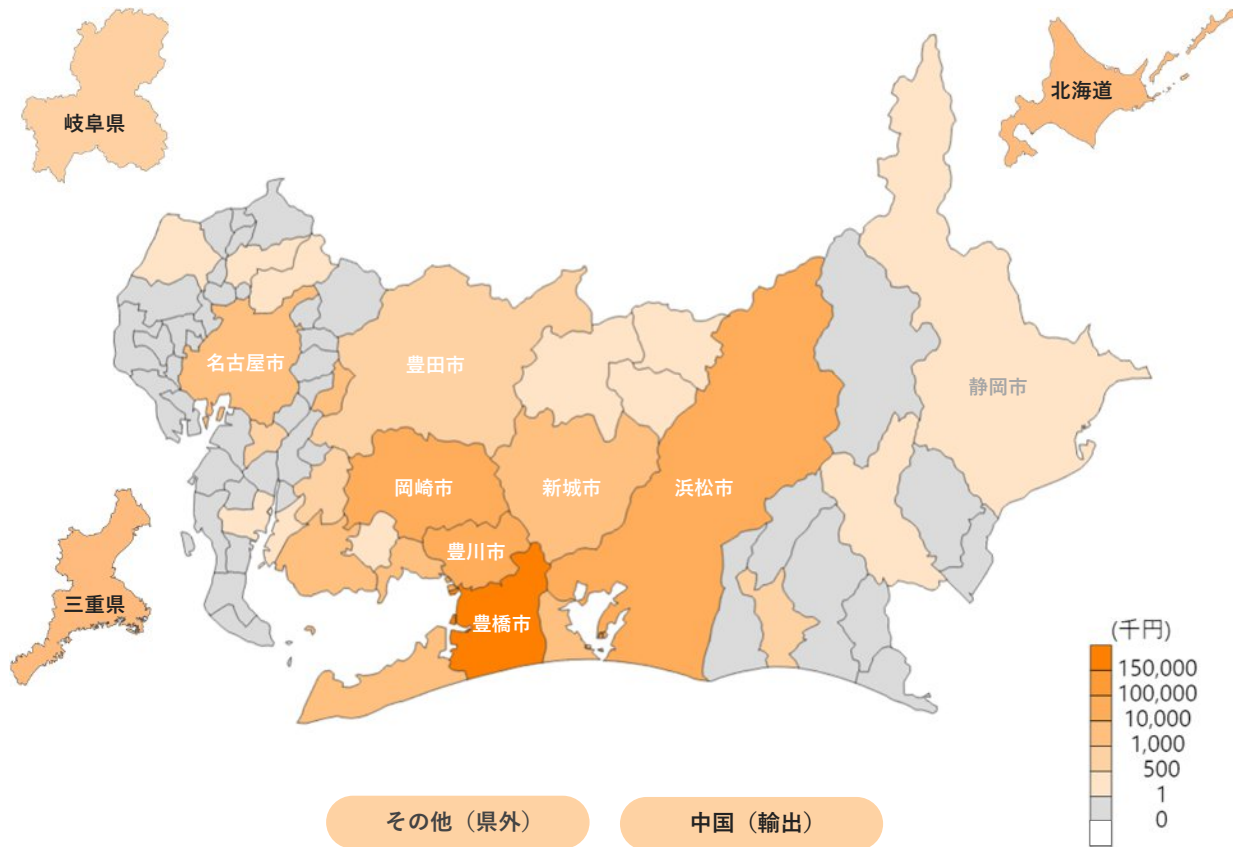 岐阜県
北海道
名古屋市
豊田市
静岡市
岡崎市
新城市
浜松市
豊川市
三重県
豊橋市
(千円)
150,000
100,000
10,000
1,000
500
1
0
その他（県外）
中国（輸出）